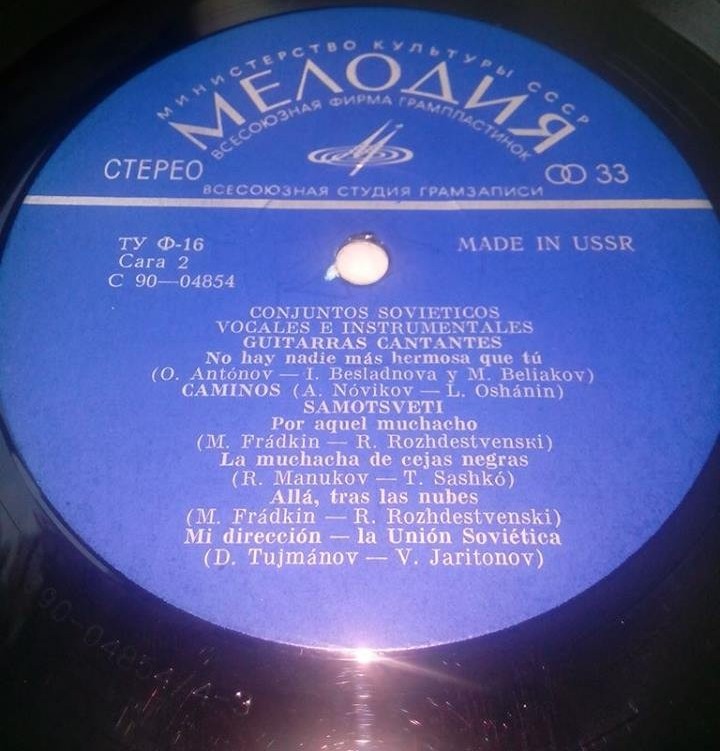 МИНИСТЕРСТВО КУЛЬТУРЫ СССР
МЕЛОДИЯ
ВСЕСОЮЗНАЯ ФИРМА ГРАМПЛАСТИНОК
СТЕРЕО
33
ВСЕСОЮЗНАЯ СТУДИЯ ГРАМЗАПИСИ
ТУ Ф-16
Cara 2
С 90—04854
MADE IN USSR
CONJUNTOS SOVIETICOS
VOCALES E INSTRUMENTALES
GUITARRAS CANTANTES
No hay nadie más hermosa que tú
(O. Antónov — I. Besladnova y M. Beliakov)
CAMINOS (A. Nóvikov — L. Oshánin)
SAMOTSVETI
Por aquel muchacho
(M. Frádkin — R. Rozhdestvenski)
La muchacha de cejas negras
(R. Manukov — T. Sashkó)
Allá, tras las nubes
(M. Frádkin — R. Rozhdestvenski)
Mi dirección — la Unión Soviética
(D. Tujmánov — V. Jaritonov)